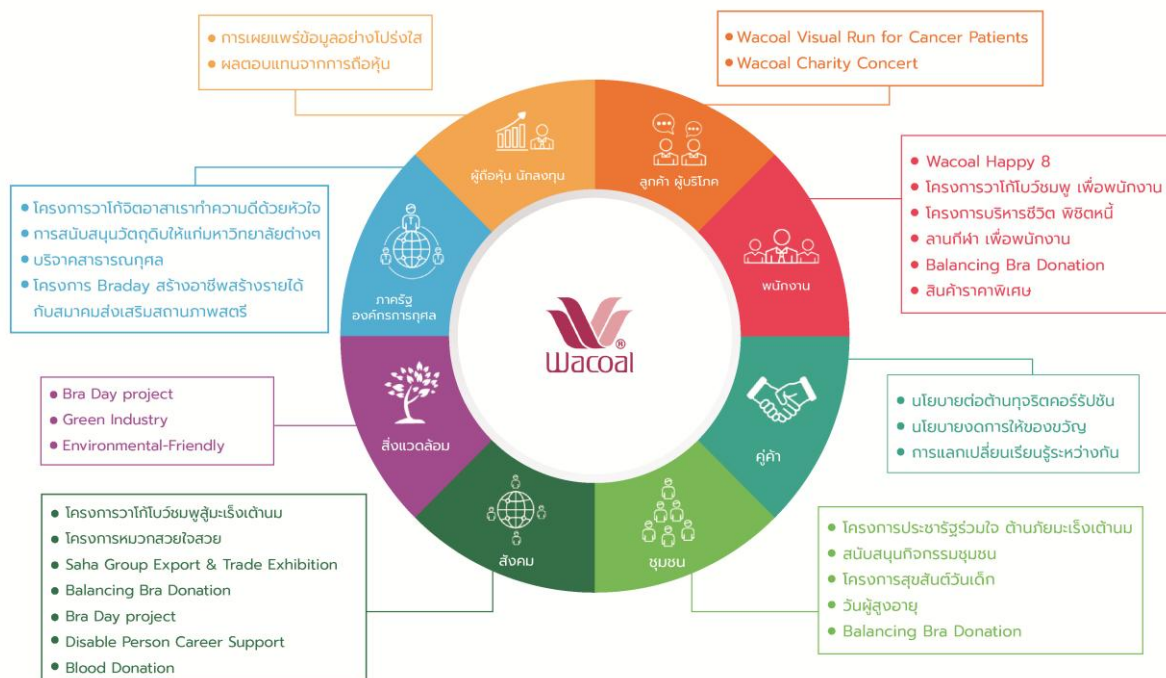 การเผยแพร่ข้อมูลอย่างโปร่งใส
ผลตอบแทนจากการถือหุ้น
Wacoal Visual Run for Cancer Patients
Wacoal Charity Concert
ผู้ถือหุ้น นักลงทุน
ลูกค้า ผู้บริโภค
Wacoal Happy 8
โครงการวาโก้โบว์ชมพู เพื่อพนักงาน
โครงการบริหารชีวิต พิชิตหนี้
ลานกีฬา เพื่อพนักงาน
Balancing Bra Donation
สินค้าราคาพิเศษ
โครงการวาโก้จิตอาสาเราทำความดีด้วยหัวใจ
การสนับสนุนวัตถุดิบให้แก่มหาวิทยาลัยต่างๆ
บริจาคสาธารณกุศล
โครงการ Braday สร้างอาชีพสร้างรายได้
กับสมาคมส่งเสริมสถานภาพสตรี
ภาครัฐ
องค์กรการกุศล
พนักงาน
Wacoal®
Bra Day project
Green Industry
Environmental-Friendly
สิ่งแวดล้อม
คู่ค้า
นโยบายต่อต้านทุจริตคอร์รัปชัน
นโยบายงดการให้ของขวัญ
การแลกเปลี่ยนเรียนรู้ระหว่างกัน
สังคม
ชุมชน
โครงการวาโก้โบว์ชมพูสู้มะเร็งเต้านม
โครงการหมวกสวยใจสวย
Saha Group Export & Trade Exhibition
Balancing Bra Donation
Bra Day project
Disable Person Career Support
Blood Donation
โครงการประชารัฐร่วมใจ ต้านภัยมะเร็งเต้านม
สนับสนุนกิจกรรมชุมชน
โครงการสุขสันต์วันเด็ก
วันผู้สูงอายุ
Balancing Bra Donation